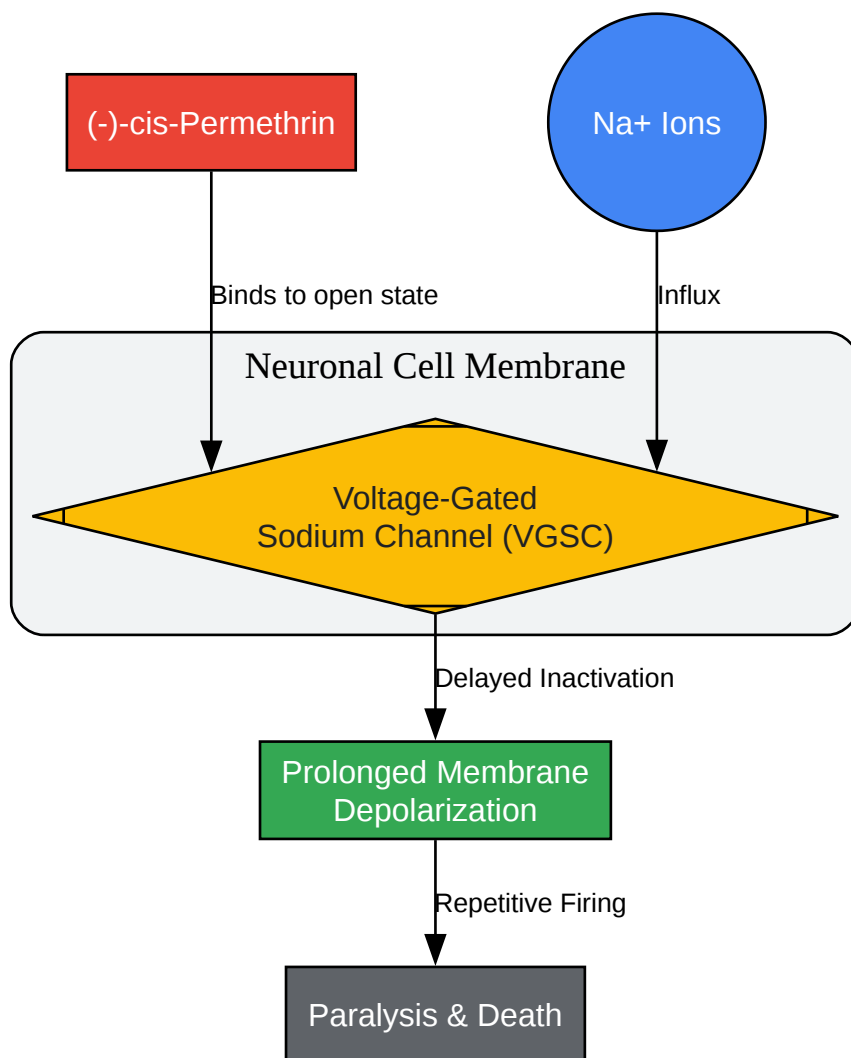 (-)-cis-Permethrin
Na+ Ions
Binds to open state
Influx
Neuronal Cell Membrane
Voltage-Gated
Sodium Channel (VGSC)
Delayed Inactivation
Prolonged Membrane
Depolarization
Repetitive Firing
Paralysis & Death